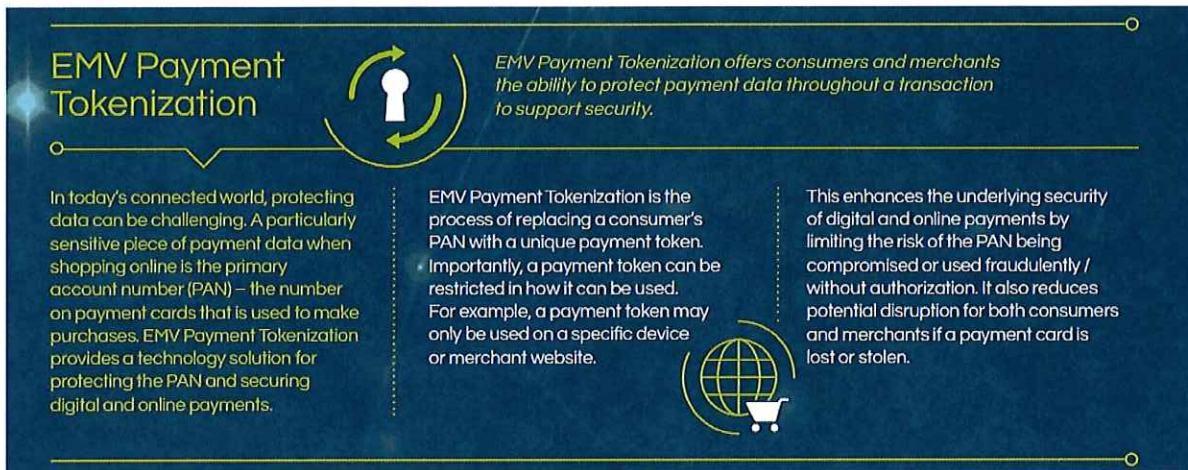 EMV Payment
Tokenization
EMV Payment Tokenization offers consumers and merchants
the ability to protect payment data throughout a transaction
to support security.
In today's connected world, protecting
data can be challenging. A particularly
sensitive piece of payment data when
shopping online is the primary
account number (PAN) – the number
on payment cards that is used to make
purchases. EMV Payment Tokenization
provides a technology solution for
protecting the PAN and securing
digital and online payments.
EMV Payment Tokenization is the
process of replacing a consumer's
PAN with a unique payment token.
Importantly, a payment token can be
restricted in how it can be used.
For example, a payment token may
only be used on a specific device
or merchant website.
This enhances the underlying security
of digital and online payments by
limiting the risk of the PAN being
compromised or used fraudulently /
without authorization. It also reduces
potential disruption for both consumers
and merchants if a payment card is
lost or stolen.